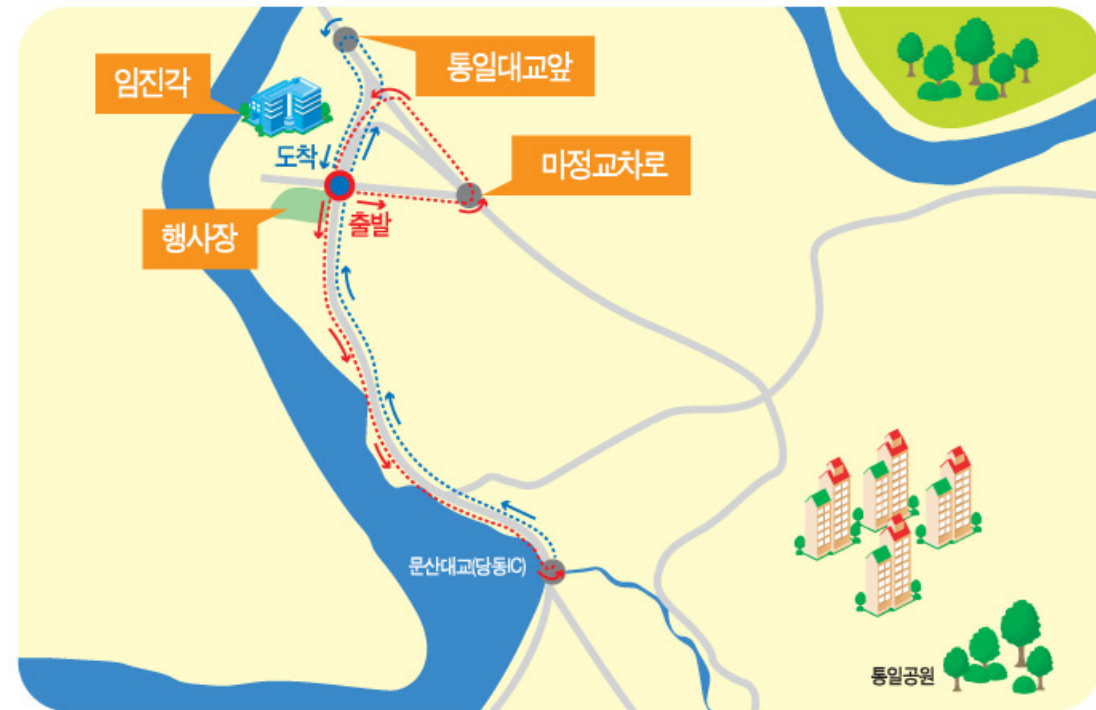 통일대교앞
임진각
도착
마정교차로
출발
행사장
문산대교(당동IC)
통일공원